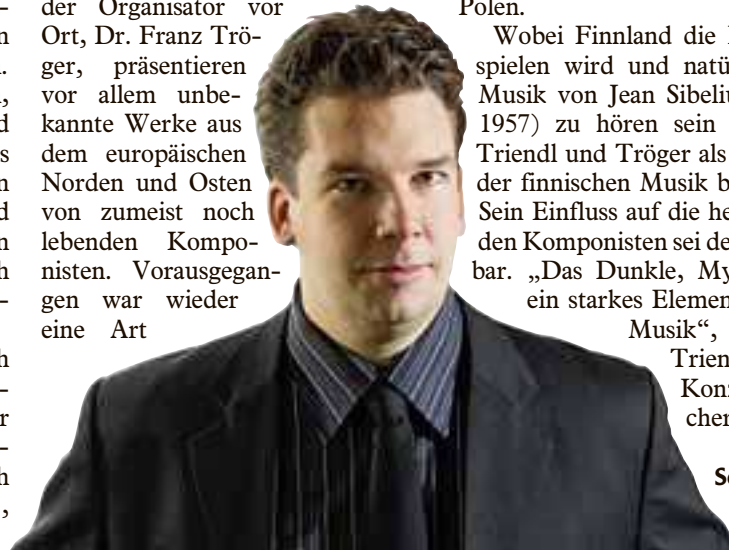 der Organisator vor
Ort, Dr. Franz Trö-
ger, präsentieren
vor allem unbe-
kannte Werke aus
dem europäischen
Norden und Osten
von zumeist noch
lebenden Kompo-
nisten. Vorausgegan-
gen war wieder
eine Art
Polen.
Wobei Finnland die
spielen wird und natü
Musik von Jean Sibeliu
1957) zu hören sein
Triendl und Tröger als
der finnischen Musik b
Sein Einfluss auf die he
den Komponisten sei de
bar. „Das Dunkle, My
ein starkes Elemen
Musik“,
Trien
Konz
cher